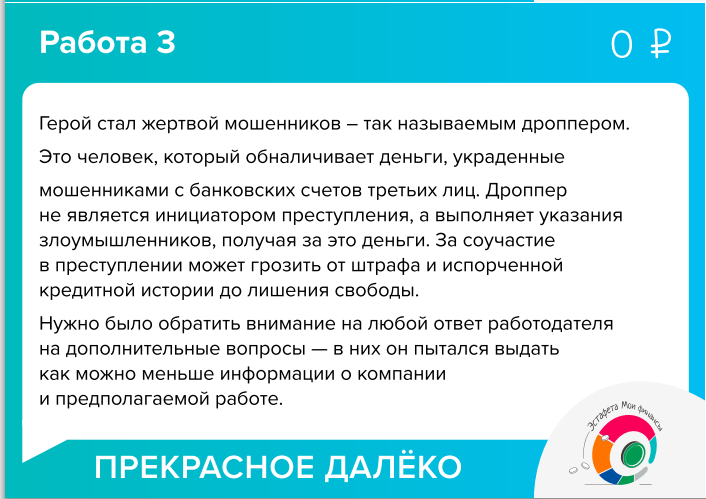 Работа 3
0 ₽
Герой стал жертвой мошенников – так называемым дроппером.
Это человек, который обналичивает деньги, украденные
мошенниками с банковских счетов третьих лиц. Дроппер
не является инициатором преступления, а выполняет указания
злоумышленников, получая за это деньги. За соучастие
в преступлении может грозить от штрафа и испорченной
кредитной истории до лишения свободы.
Нужно было обратить внимание на любой ответ работодателя
на дополнительные вопросы — в них он пытался выдать
как можно меньше информации о компании
и предполагаемой работе.
Эстафета Мои финансы
ПРЕКРАСНОЕ ДАЛЁКО